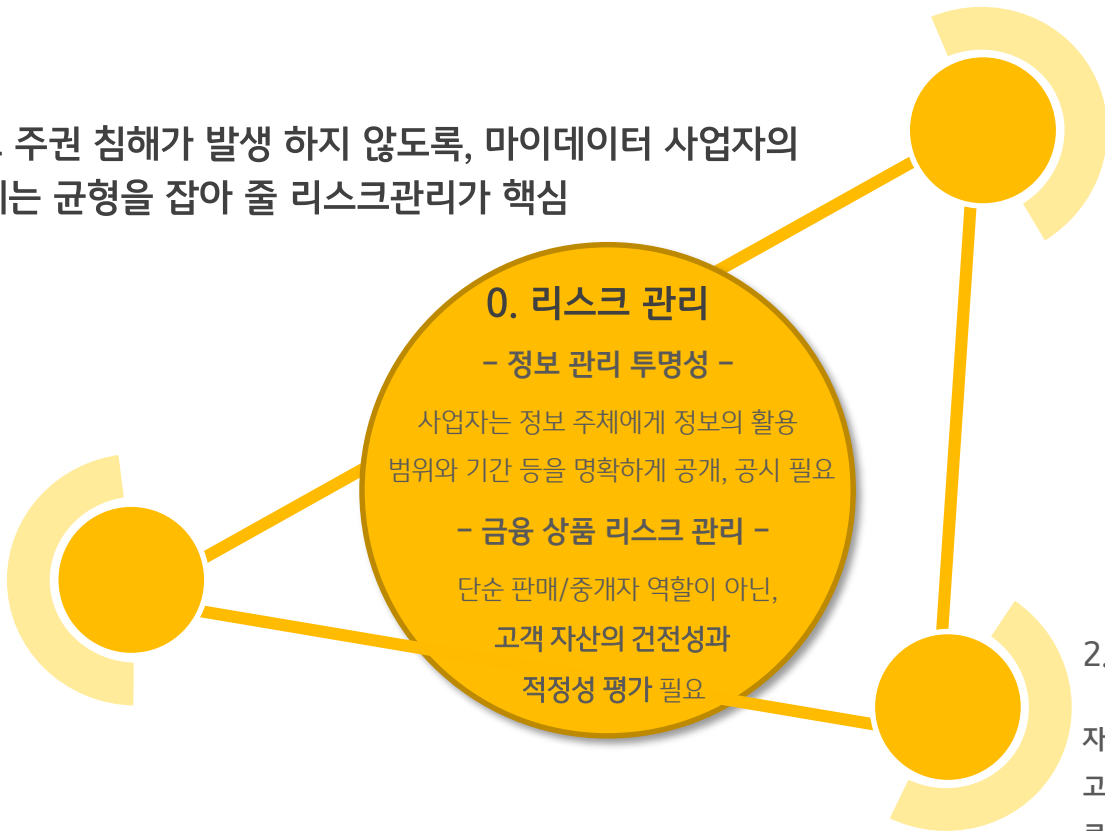 주권 침해가 발생 하지 않도록, 마이데이터 사업자의
는 균형을 잡아 줄 리스크관리가 핵심
0. 리스크 관리
- 정보 관리 투명성 -
사업자는 정보 주체에게 정보의 활용
범위와 기간 등을 명확하게 공개, 공시 필요
- 금융 상품 리스크 관리 -
단순 판매/중개자 역할이 아닌,
고객 자산의 건전성과
적정성 평가 필요
2.
자
고